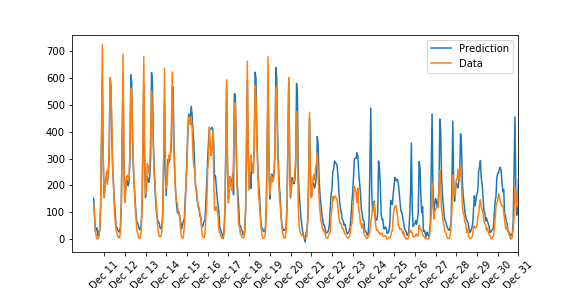 700
600
500
400
300
200
100
0
Prediction
Data
Dec 11
Dec 12
Dec 13
Dec 14
Dec 15
Dec 16
Dec 17
Dec 18
Dec 19
Dec 20
Dec 21
Dec 22
Dec 23
Dec 24
Dec 25
Dec 26
Dec 27
Dec 28
Dec 29
Dec 30
Dec 31